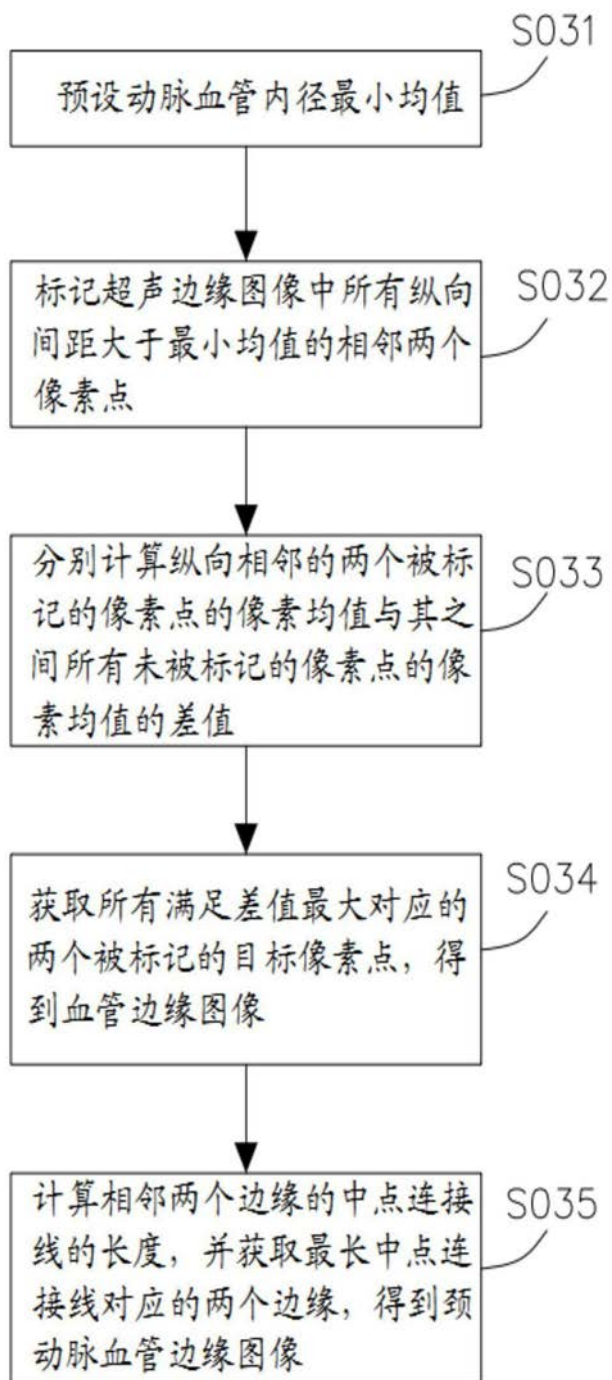 S031
预设动脉血管内径最小均值
S032
标记超声边缘图像中所有纵向
间距大于最小均值的相邻两个
像素点
S033
分别计算纵向相邻的两个被标
记的像素点的像素均值与其之
间所有未被标记的像素点的像
素均值的差值
S034
获取所有满足差值最大对应的
两个被标记的目标像素点，得
到血管边缘图像
S035
计算相邻两个边缘的中点连接
线的长度，并获取最长中点连
接线对应的两个边缘，得到颈
动脉血管边缘图像